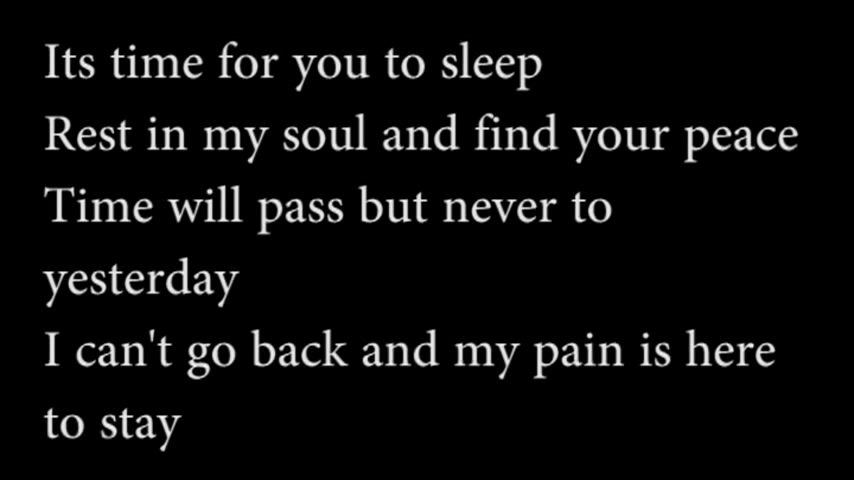 Its time for you to sleep
Rest in my soul and find your peace
Time will pass but never to
yesterday
I can't go back and my pain is here
to stay